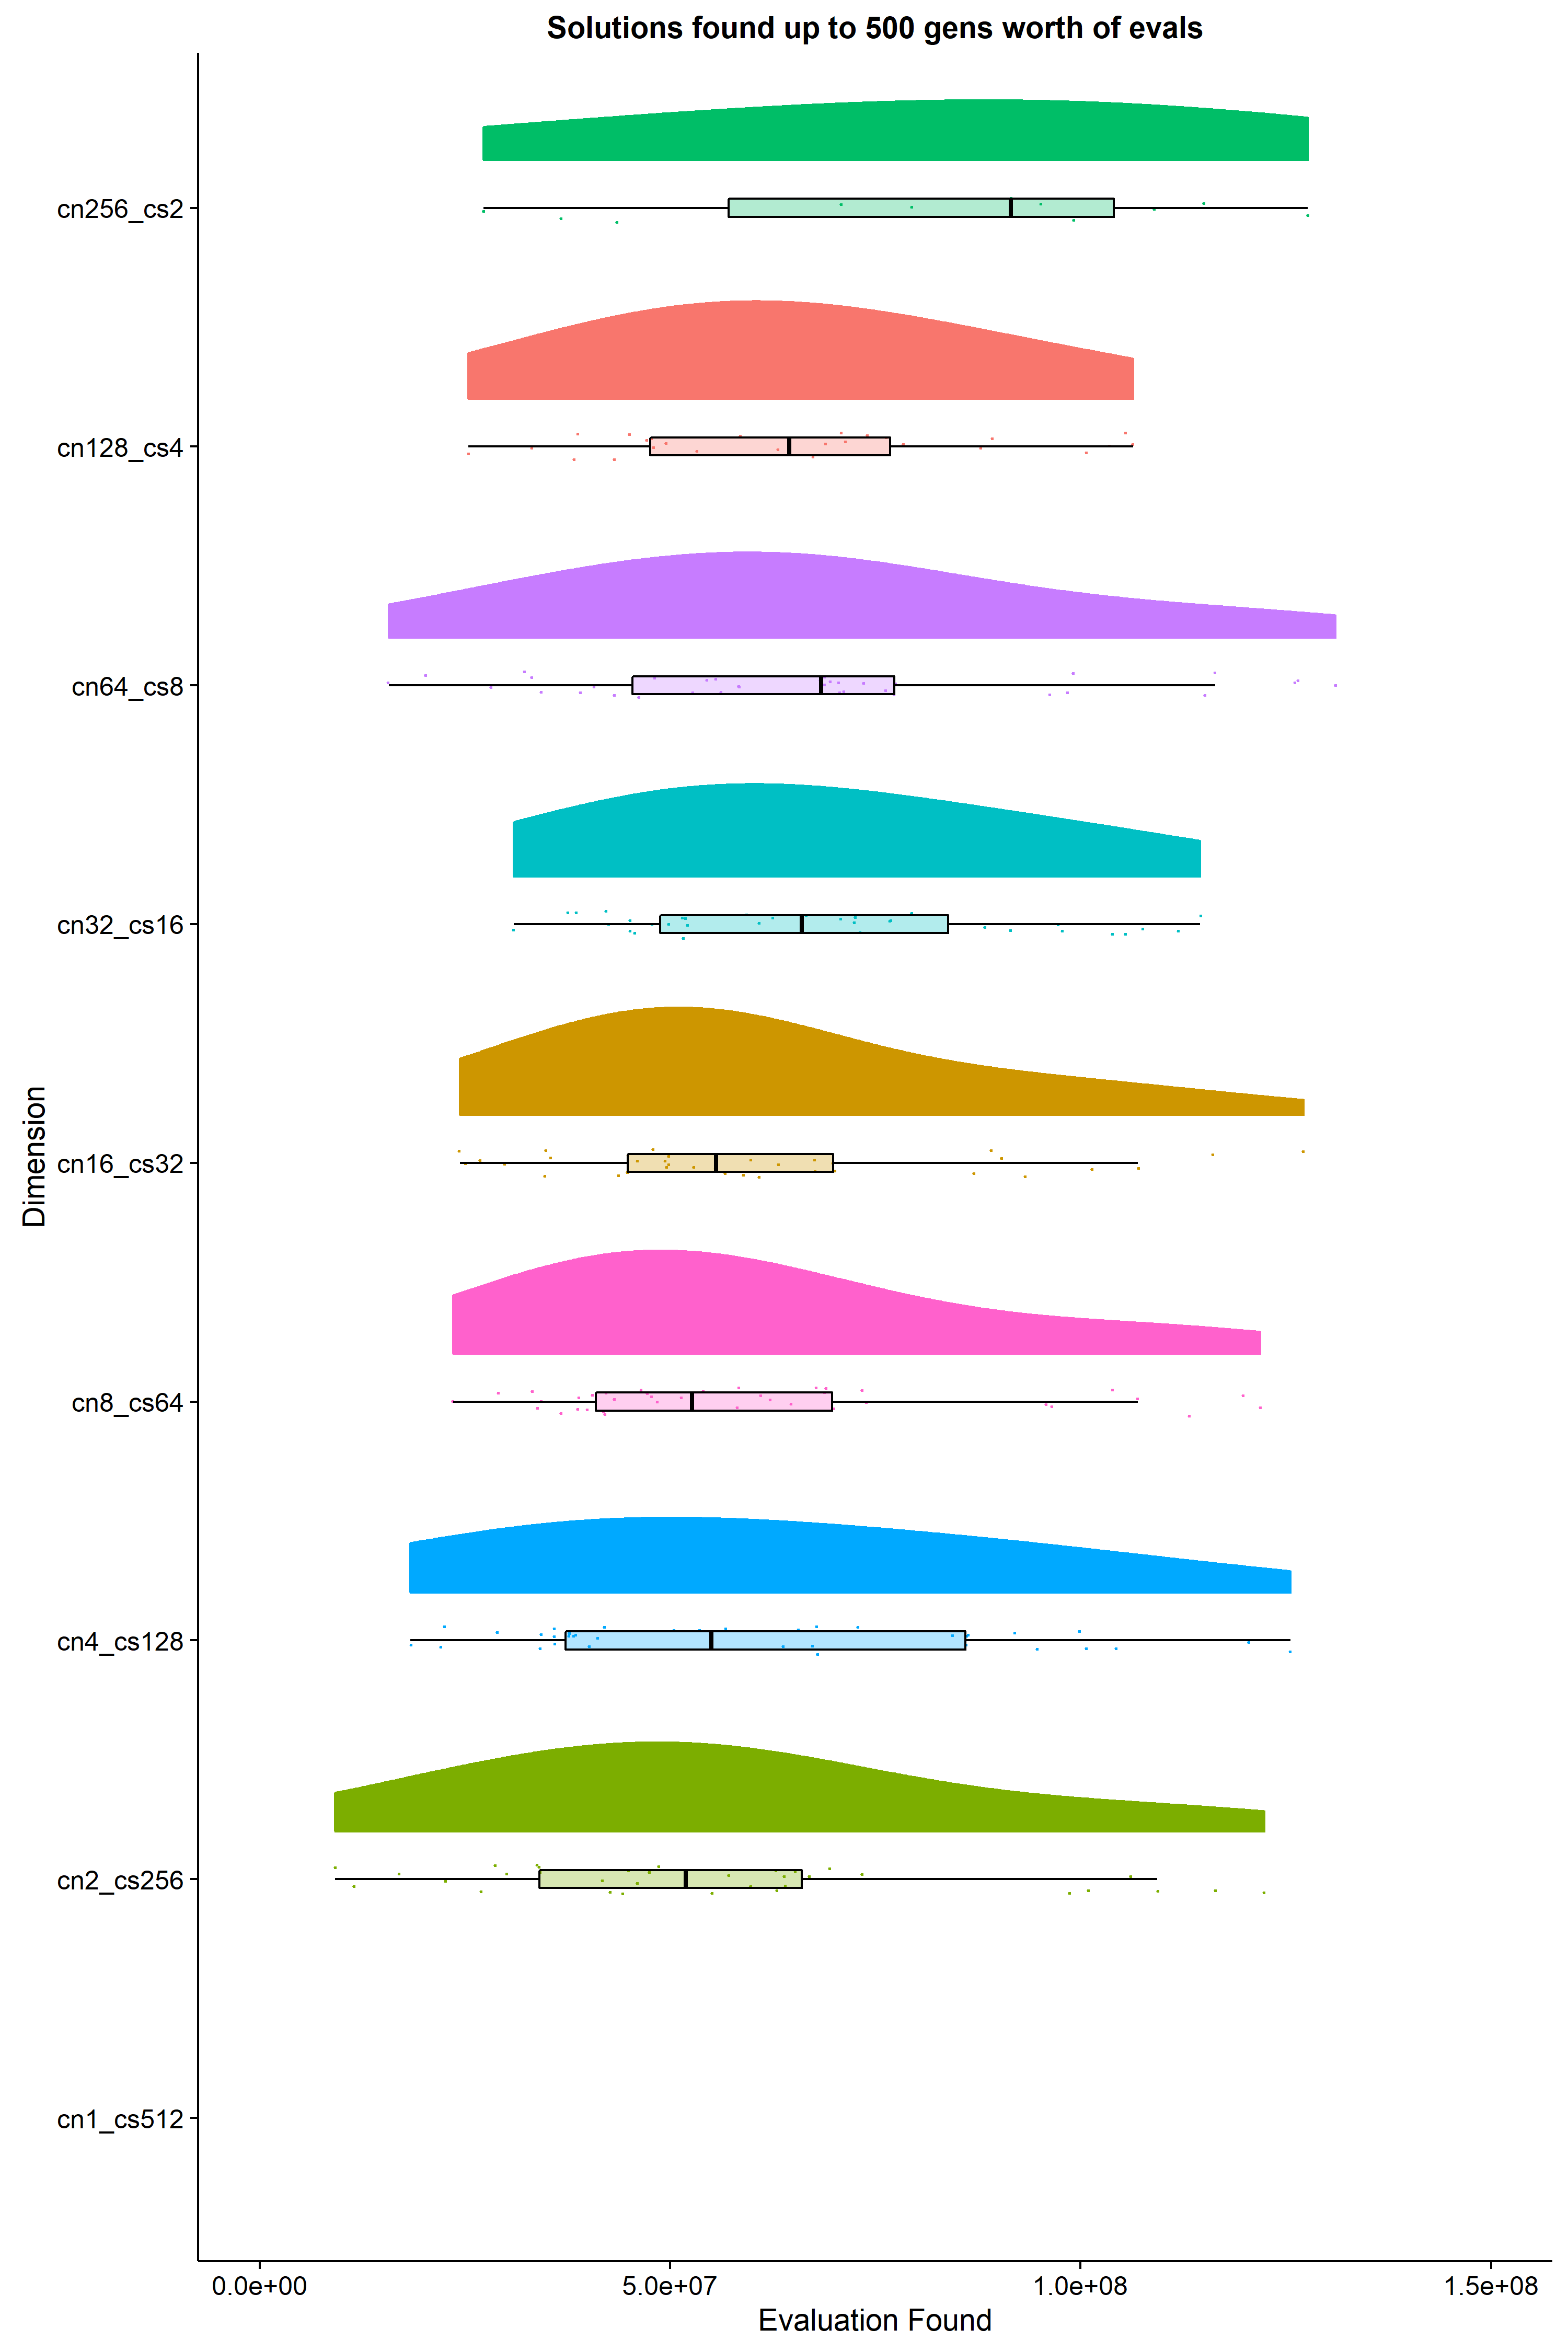 Solutions found up to 500 gens worth of evals
cn256_cs2
cn128_cs4
cn64_cs8
cn32_cs16
cn16_cs32
cn8_cs64
cn4_cs128
cn2_cs256
cn1_cs512
Dimension
0.0e+00 5.0e+07 1.0e+08 1.5e+08
Evaluation Found